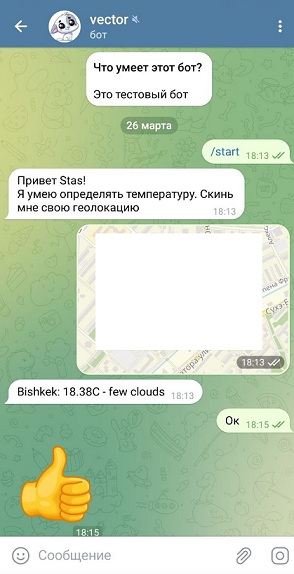 vector
бот
Что умеет этот бот?
Это тестовый бот
26 марта
/start 18:13
Привет Stas!
Я умею определять температуру. Скинь
мне свою геолокацию 18:13
18:13
Bishkek: 18.38C - few clouds 18:13
Ок 18:15
18:15
Сообщение